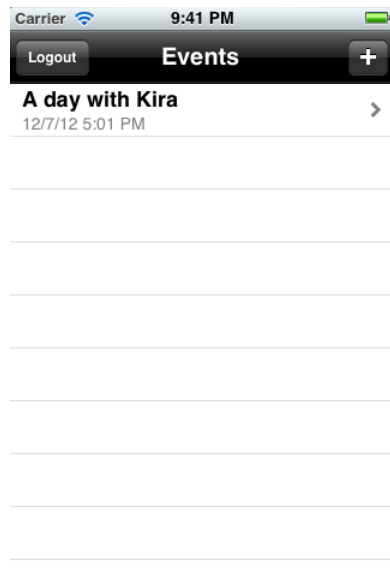 Carrier 9:41 PM
Logout Events +
A day with Kira
12/7/12 5:01 PM